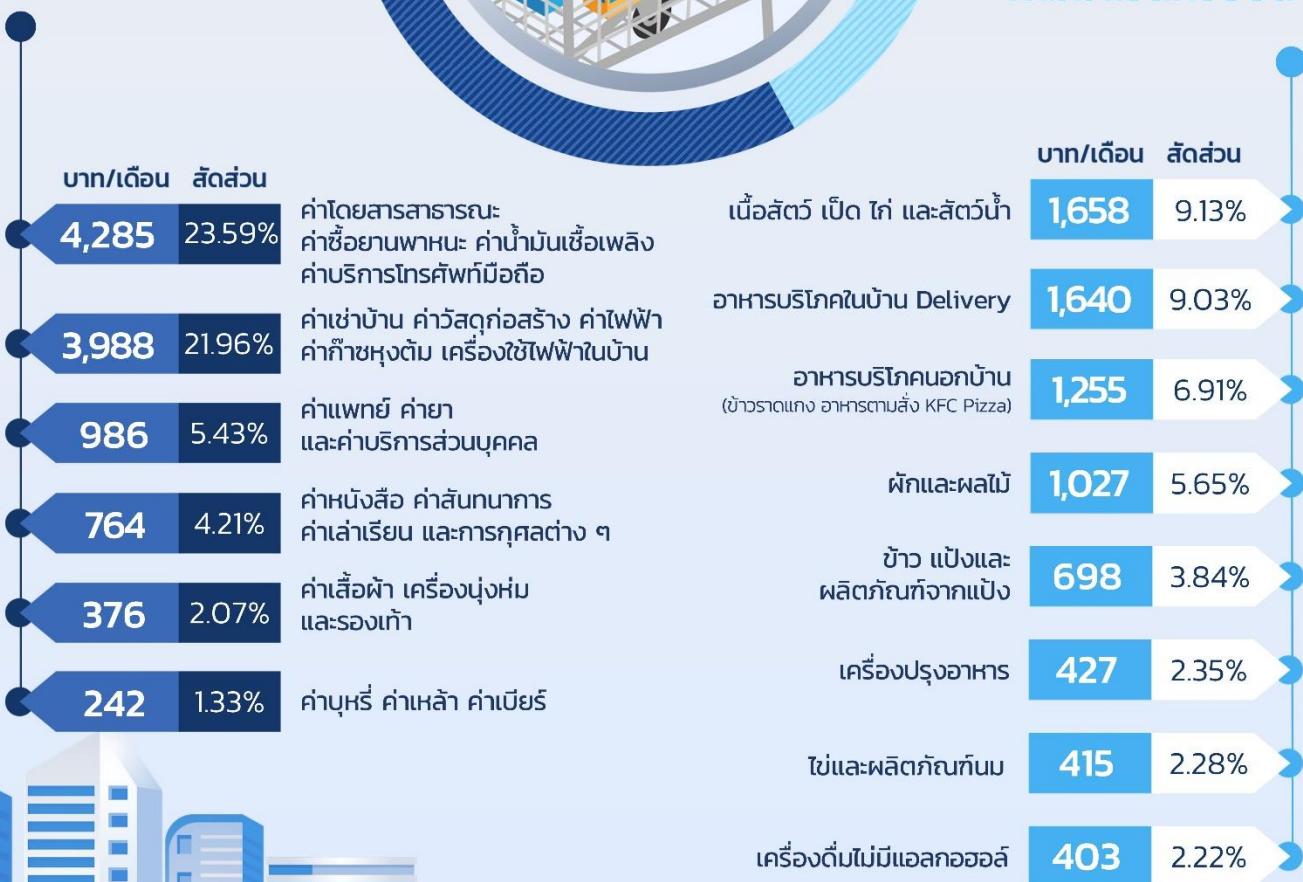 บาท/เดือน สัดส่วน
4,285 23.59%
ค่าโดยสารสาธารณะ
ค่าซื้อยานพาหนะ ค่าน้ำมันเชื้อเพลิง
ค่าบริการโทรศัพท์มือถือ
3,988 21.96%
ค่าเช่าบ้าน ค่าวัสดุก่อสร้าง ค่าไฟฟ้า
ค่าก๊าซหุงต้ม เครื่องใช้ไฟฟ้าในบ้าน
986 5.43%
ค่าแพทย์ ค่ายา
และค่าบริการส่วนบุคคล
764 4.21%
ค่าหนังสือ ค่าสันทนาการ
ค่าเล่าเรียน และการกุศลต่าง ๆ
376 2.07%
ค่าเสื้อผ้า เครื่องนุ่งห่ม
และรองเท้า
242 1.33%
ค่าบุหรี่ ค่าเหล้า ค่าเบียร์
บาท/เดือน สัดส่วน
เนื้อสัตว์ เป็ด ไก่ และสัตว์น้ำ 1,658 9.13%
อาหารบริโภคในบ้าน Delivery 1,640 9.03%
อาหารบริโภคนอกบ้าน
(ข้าวราดแกง อาหารตามสั่ง KFC Pizza)
1,255 6.91%
ผักและผลไม้ 1,027 5.65%
ข้าว แป้งและ
ผลิตภัณฑ์จากแป้ง
698 3.84%
เครื่องปรุงอาหาร 427 2.35%
ไข่และผลิตภัณฑ์นม 415 2.28%
เครื่องดื่มไม่มีแอลกอฮอล์ 403 2.22%